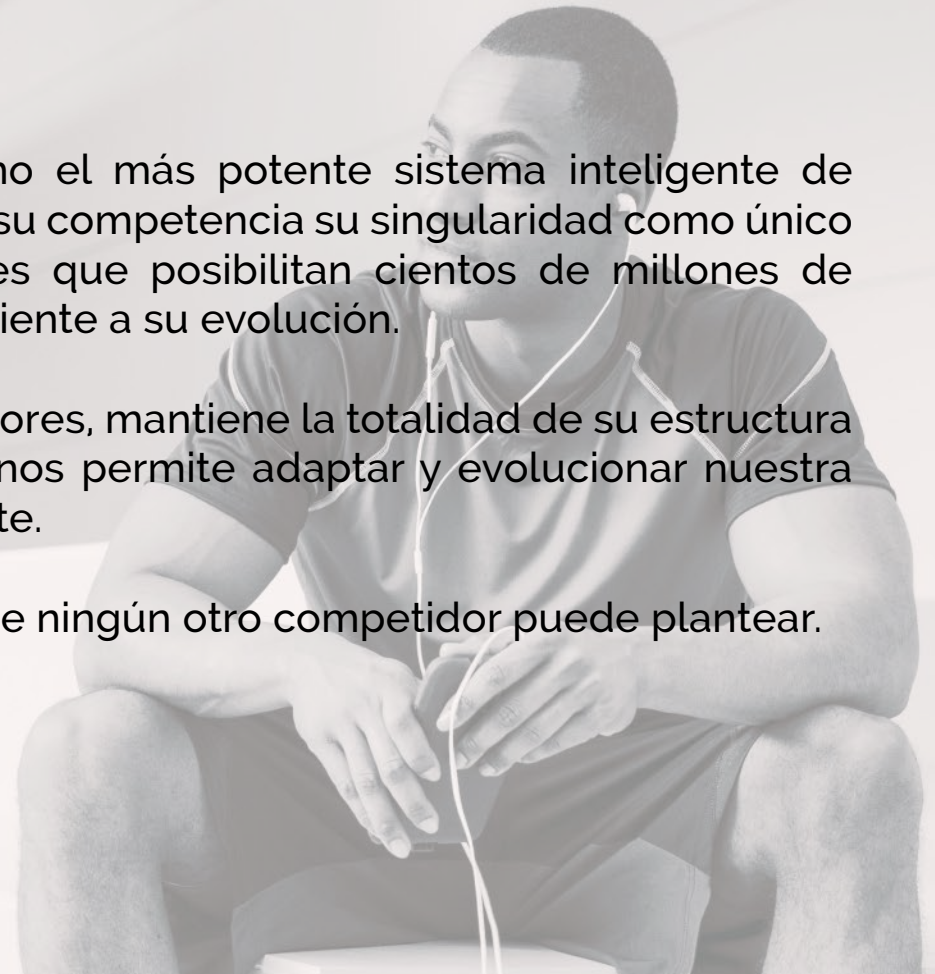 no el más potente sistema inteligente de
su competencia su singularidad como único
es que posibilitan cientos de millones de
iente a su evolución.
ores, mantiene la totalidad de su estructura
nos permite adaptar y evolucionar nuestra
te.
e ningún otro competidor puede plantear.